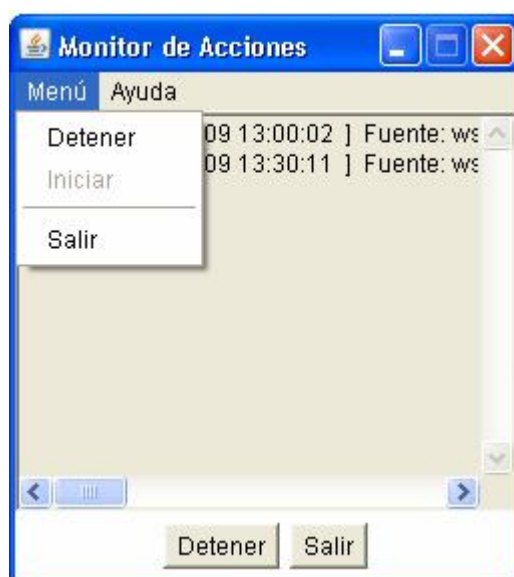 Monitor de Acciones
Menú Ayuda
Detener
Iniciar
Salir
09 13:00:02 ] Fuente: ws
09 13:30:11 ] Fuente: ws
Detener Salir